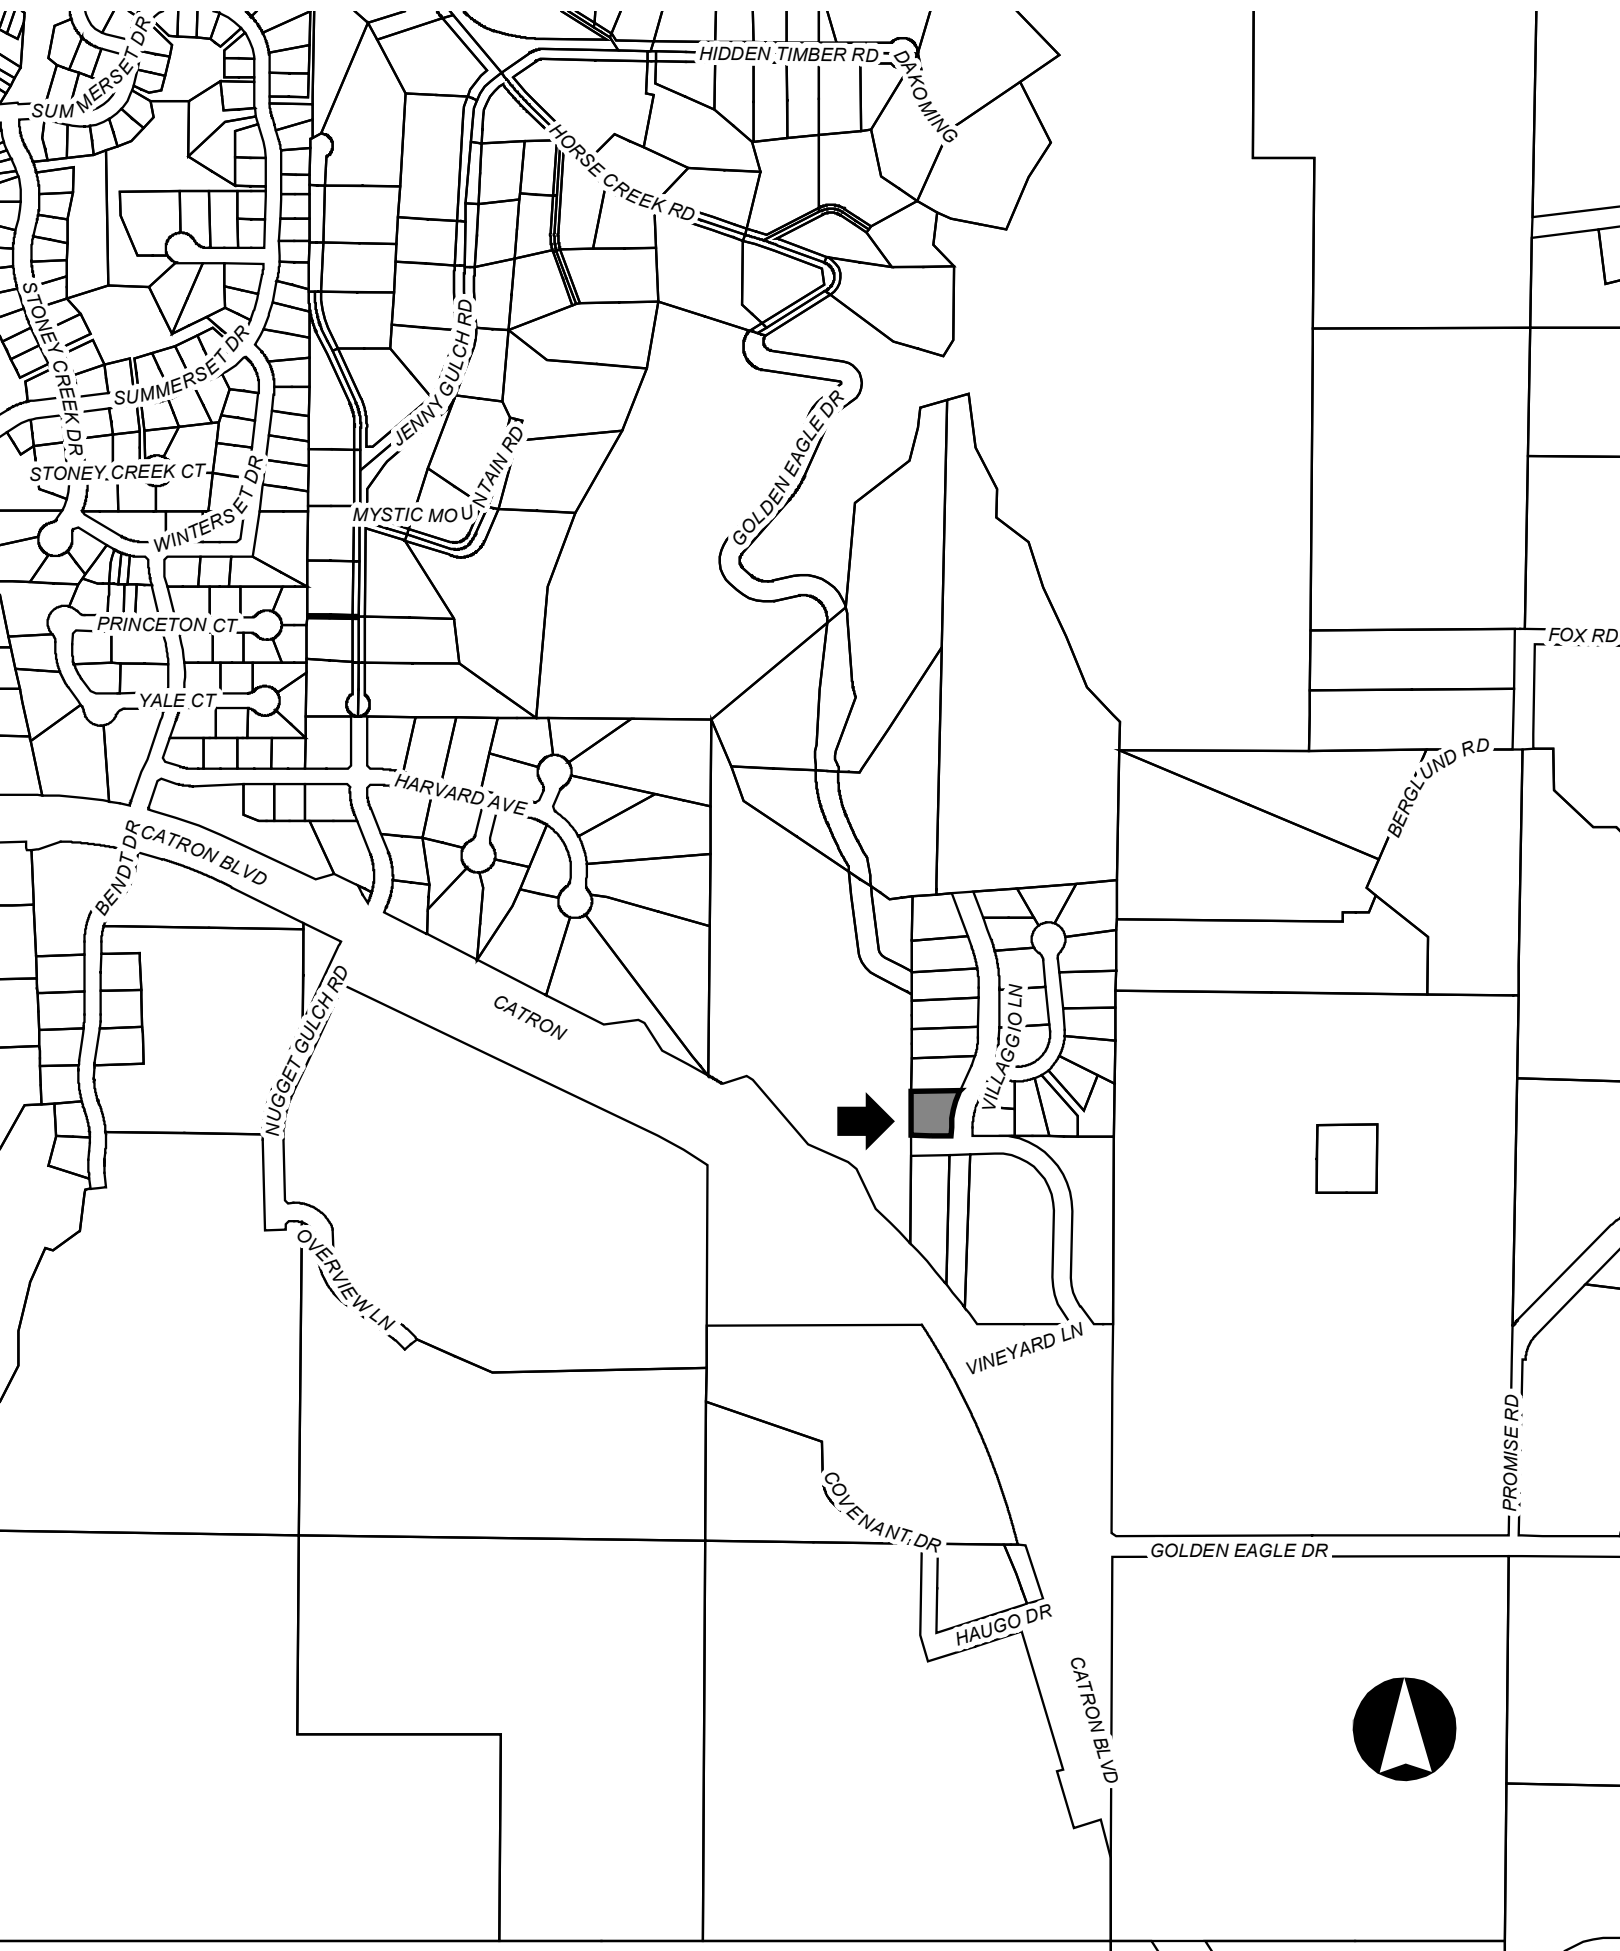 SUMMERSET DR
HIDDEN TIMBER RD
DAKOMING
HORSE CREEK RD
STONEY CREEK DR
SUMMERSET DR
JENNY GULCH RD
GOLDEN EAGLE DR
STONEY CREEK CT
WINTERSET DR
MYSTIC MOUNTAIN RD
PRINCETON CT
FOX RD
YALE CT
BERGLUND RD
HARVARD AVE
BENDT DR
CATRON BLVD
NUGGET GULCH RD
CATRON
VILLAGGIO LN
OVERVIEW LN
VINEYARD LN
PROMISE RD
COVENANT DR
GOLDEN EAGLE DR
HAUGO DR
CATRON BLVD